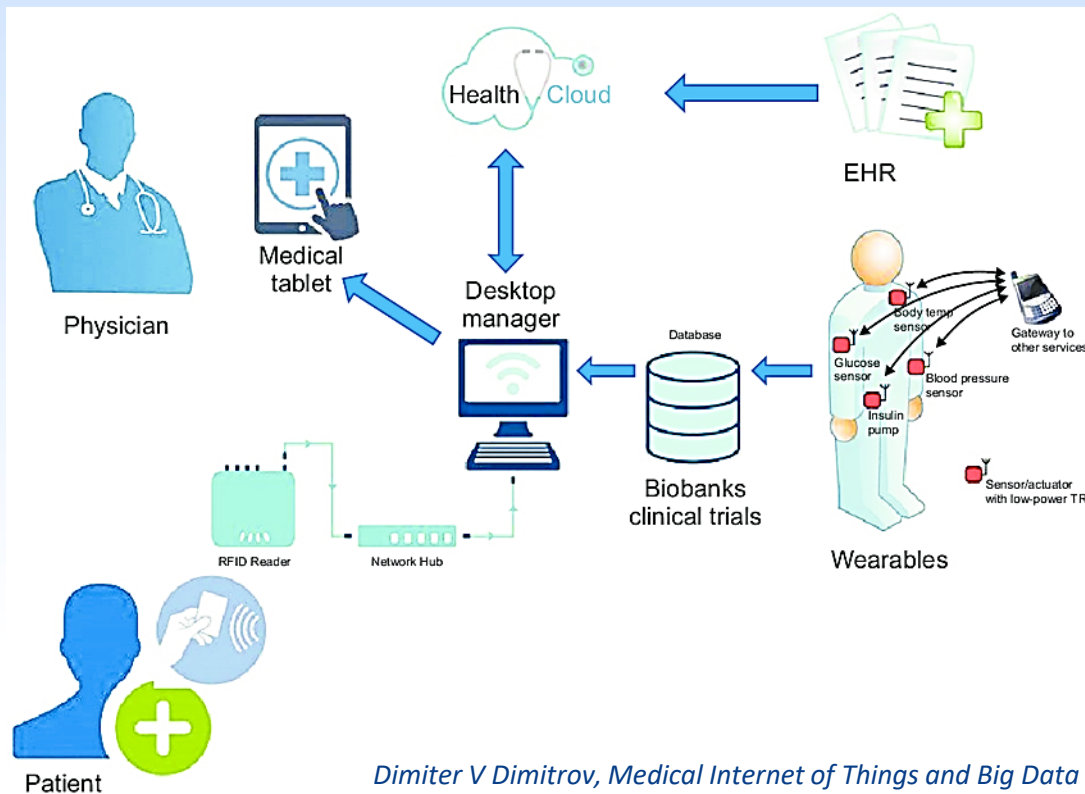 Health Cloud
EHR
Physician
Medical
tablet
Desktop
manager
Database
Biobanks
clinical trials
Body temp
sensor
Gateway to
other services
Glucose
sensor
Blood pressure
sensor
Insulin
pump
Sensor/actuator
with low-power TR
Wearables
RFID Reader
Network Hub
Patient
Dimiter V Dimitrov, Medical Internet of Things and Big Data